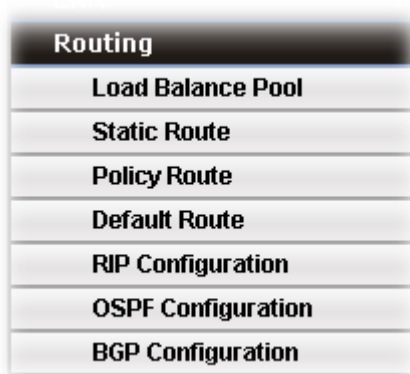 Routing
Load Balance Pool
Static Route
Policy Route
Default Route
RIP Configuration
OSPF Configuration
BGP Configuration